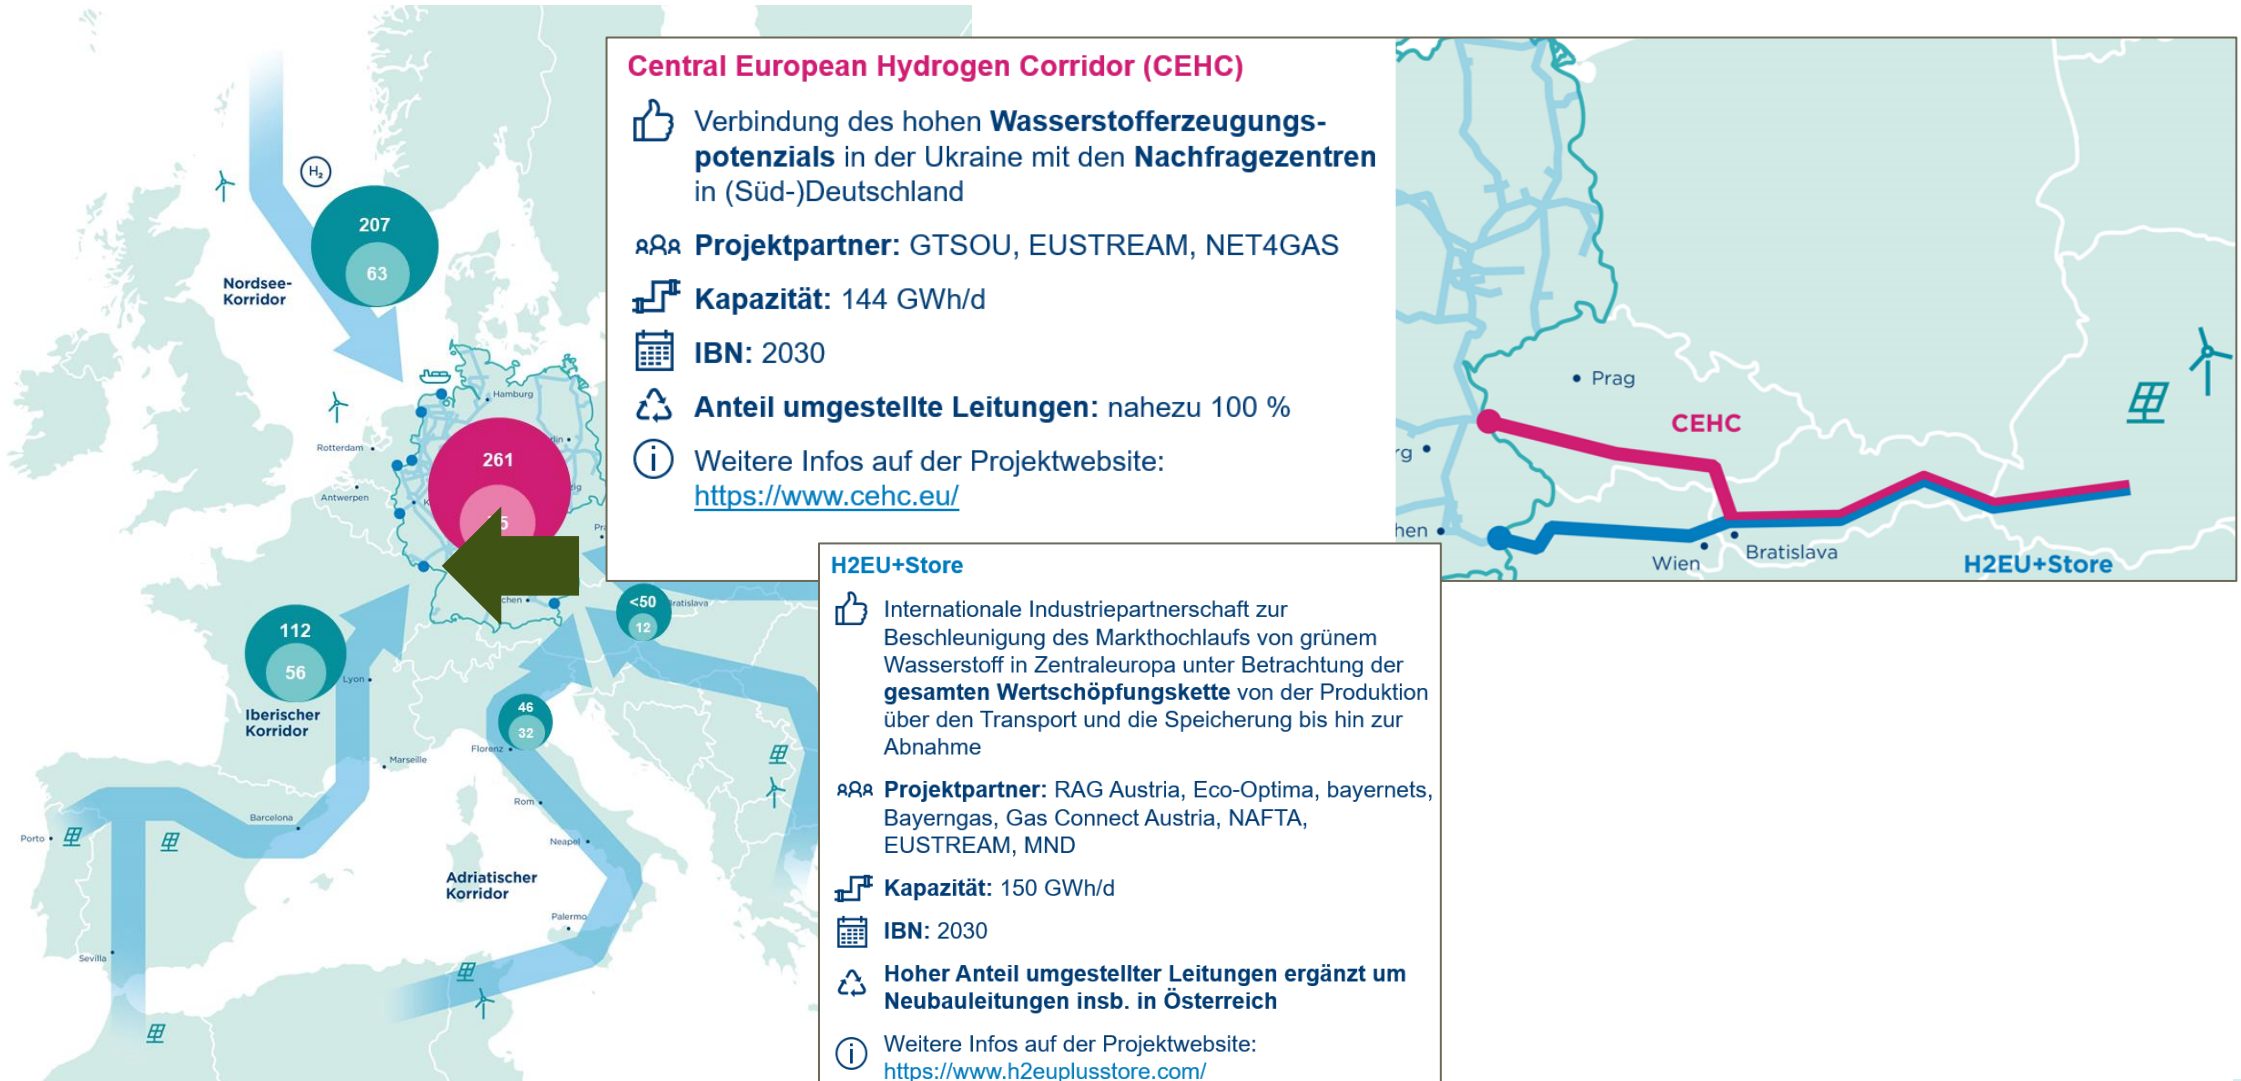 Central European Hydrogen Corridor (CEHC)
Verbindung des hohen Wasserstofferzeugungs-
potenzials in der Ukraine mit den Nachfragezentren
in (Süd-)Deutschland
Projektpartner: GTSOU, EUSTREAM, NET4GAS
Kapazität: 144 GWh/d
IBN: 2030
Anteil umgestellte Leitungen: nahezu 100 %
Weitere Infos auf der Projektwebsite:
https://www.cehc.eu/
Prag
CEHC
Wien
Bratislava
H2EU+Store
H2EU+Store
Internationale Industriepartnerschaft zur
Beschleunigung des Markthochlaufs von grünem
Wasserstoff in Zentraleuropa unter Betrachtung der
gesamten Wertschöpfungskette von der Produktion
über den Transport und die Speicherung bis hin zur
Abnahme
Projektpartner: RAG Austria, Eco-Optima, bayernets,
Bayerngas, Gas Connect Austria, NAFTA,
EUSTREAM, MND
Kapazität: 150 GWh/d
IBN: 2030
Hoher Anteil umgestellter Leitungen ergänzt um
Neubauleitungen insb. in Österreich
Weitere Infos auf der Projektwebsite:
https://www.h2euplusstore.com/
H₂
207
63
Nordsee-
Korridor
Hamburg
Rotterdam
Antwerpen
261
<50
12
112
56
Lyon
Iberischer
Korridor
46
32
Florenz
Marseille
Rom
Barcelona
Porto
Neapel
Adriatischer
Korridor
Palermo
Sevilla